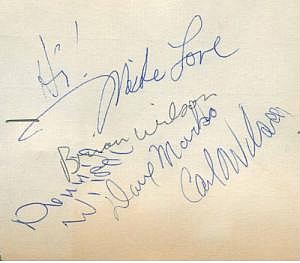 Hi!
Mike Love
Brian Wilson
Dennis
Wilson
Dave Marks
Carl Wilson